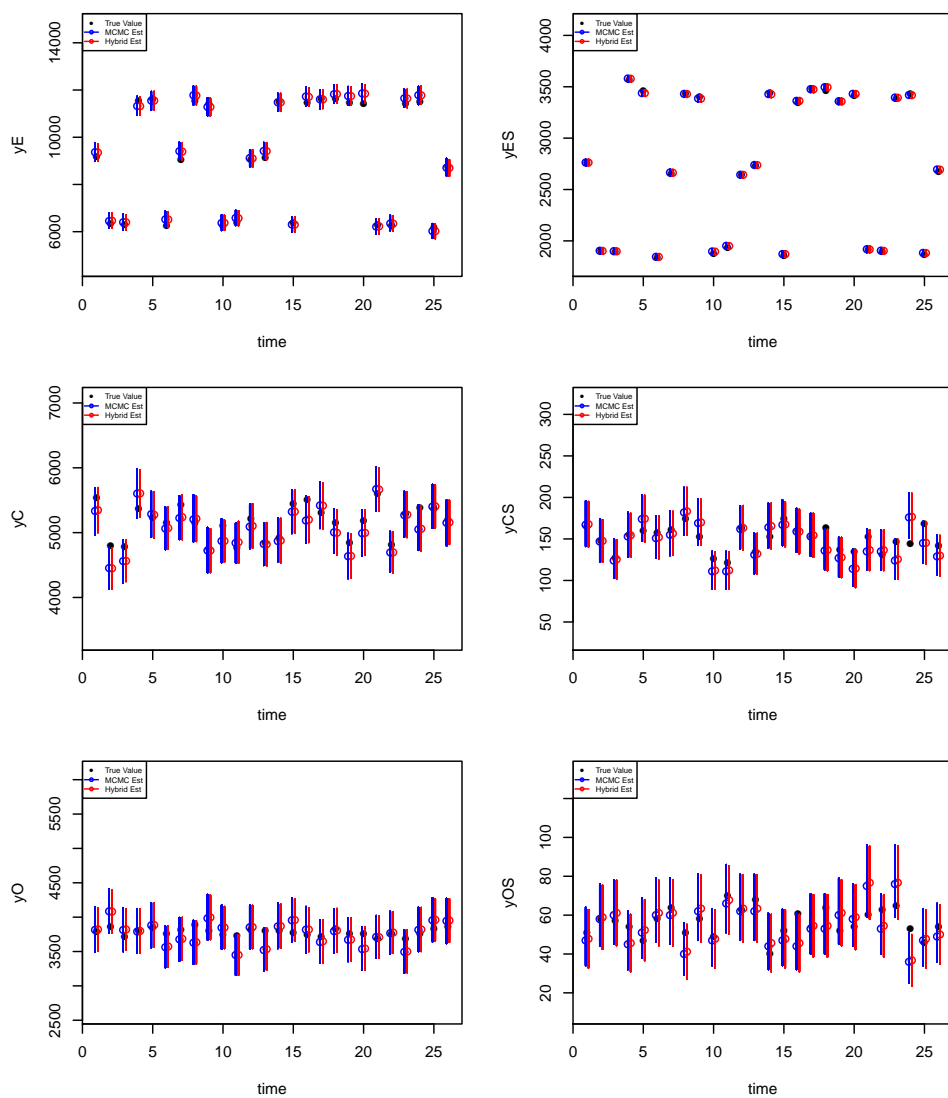 True Value
MCMC Est
Hybrid Est
yE
6000
10000
14000
0 5 10 15 20 25
time
True Value
MCMC Est
Hybrid Est
yES
2000 2500 3000 3500 4000
0 5 10 15 20 25
time
True Value
MCMC Est
Hybrid Est
yC
4000 5000 6000 7000
0 5 10 15 20 25
time
True Value
MCMC Est
Hybrid Est
yCS
50 100 150 200 250 300
0 5 10 15 20 25
time
True Value
MCMC Est
Hybrid Est
yO
2500 3500 4500 5500
0 5 10 15 20 25
time
True Value
MCMC Est
Hybrid Est
yOS
20 40 60 80 100
0 5 10 15 20 25
time